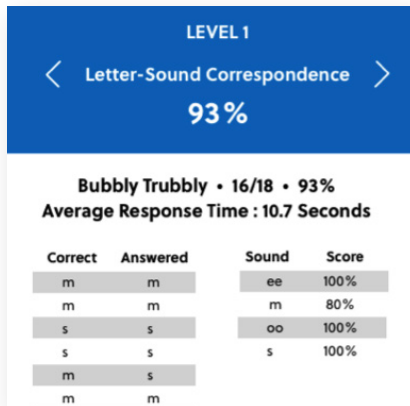 LEVEL 1
Letter-Sound Correspondence
93%
Bubbly Trubbly • 16/18 • 93%
Average Response Time : 10.7 Seconds
Correct Answered Sound Score
m m ee 100%
m m m 80%
s s oo 100%
s s s 100%
m s
m m